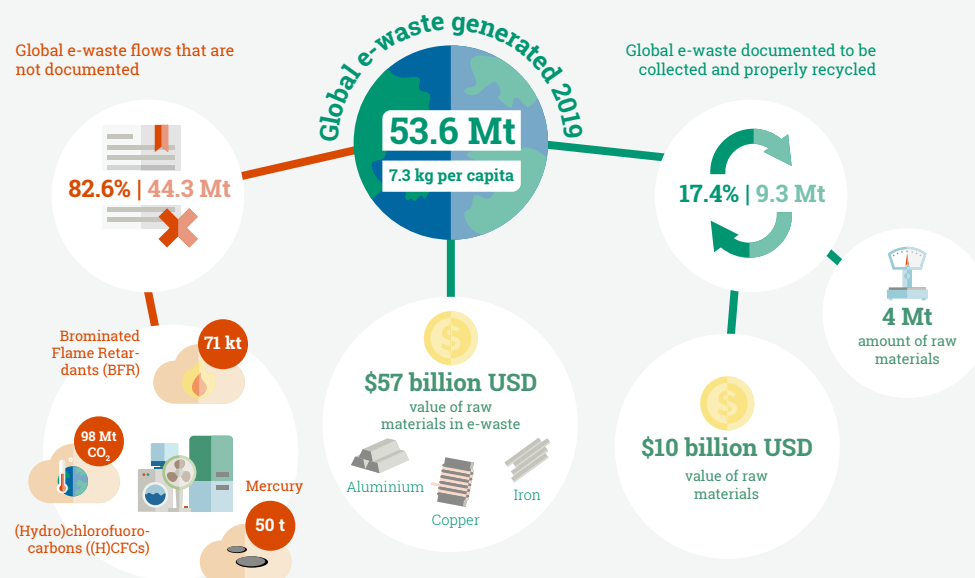 Global e-waste flows that are
not documented
Global e-waste generated 2019
Global e-waste documented to be
collected and properly recycled
53.6 Mt
7.3 kg per capita
82.6% | 44.3 Mt
17.4% | 9.3 Mt
4 Mt
amount of raw
materials
Brominated
Flame Retar-
dants (BFR)
71 kt
98 Mt
CO2
(Hydro)chlorofuoro-
carbons ((H)CFCs)
Mercury
50 t
$
$57 billion USD
value of raw
materials in e-waste
Aluminium
Copper
Iron
$
$10 billion USD
value of raw
materials